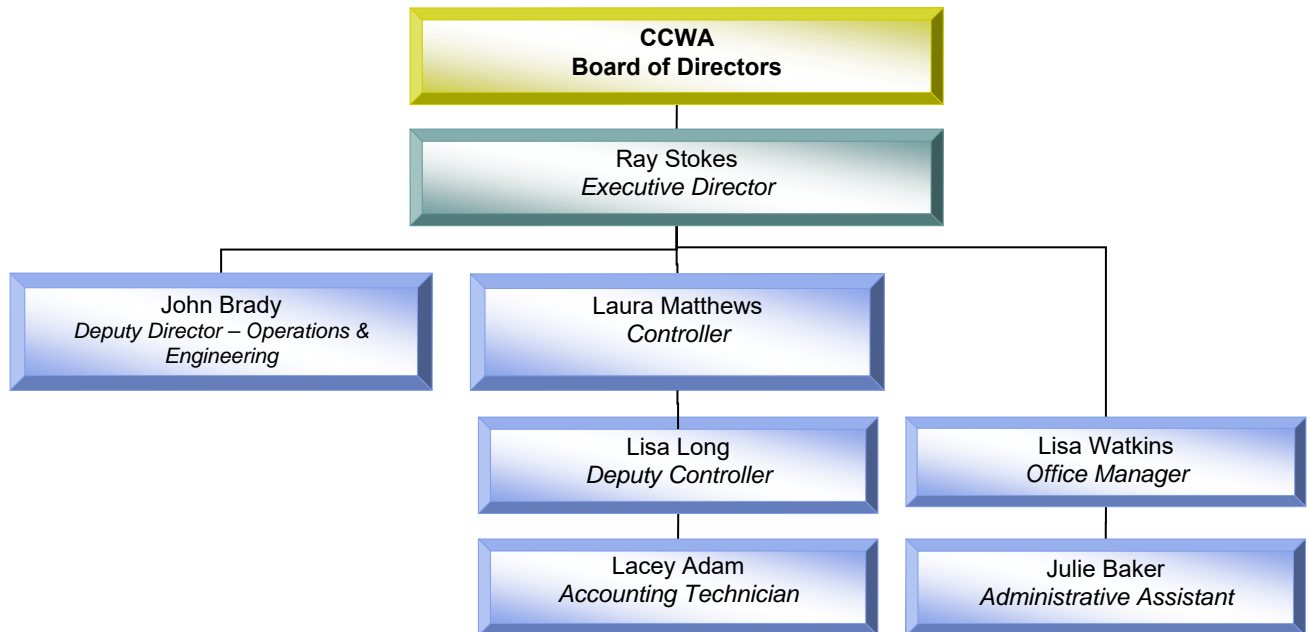 CCWA
Board of Directors
Ray Stokes
Executive Director
John Brady
Deputy Director – Operations &
Engineering
Laura Matthews
Controller
Lisa Long
Deputy Controller
Lisa Watkins
Office Manager
Lacey Adam
Accounting Technician
Julie Baker
Administrative Assistant